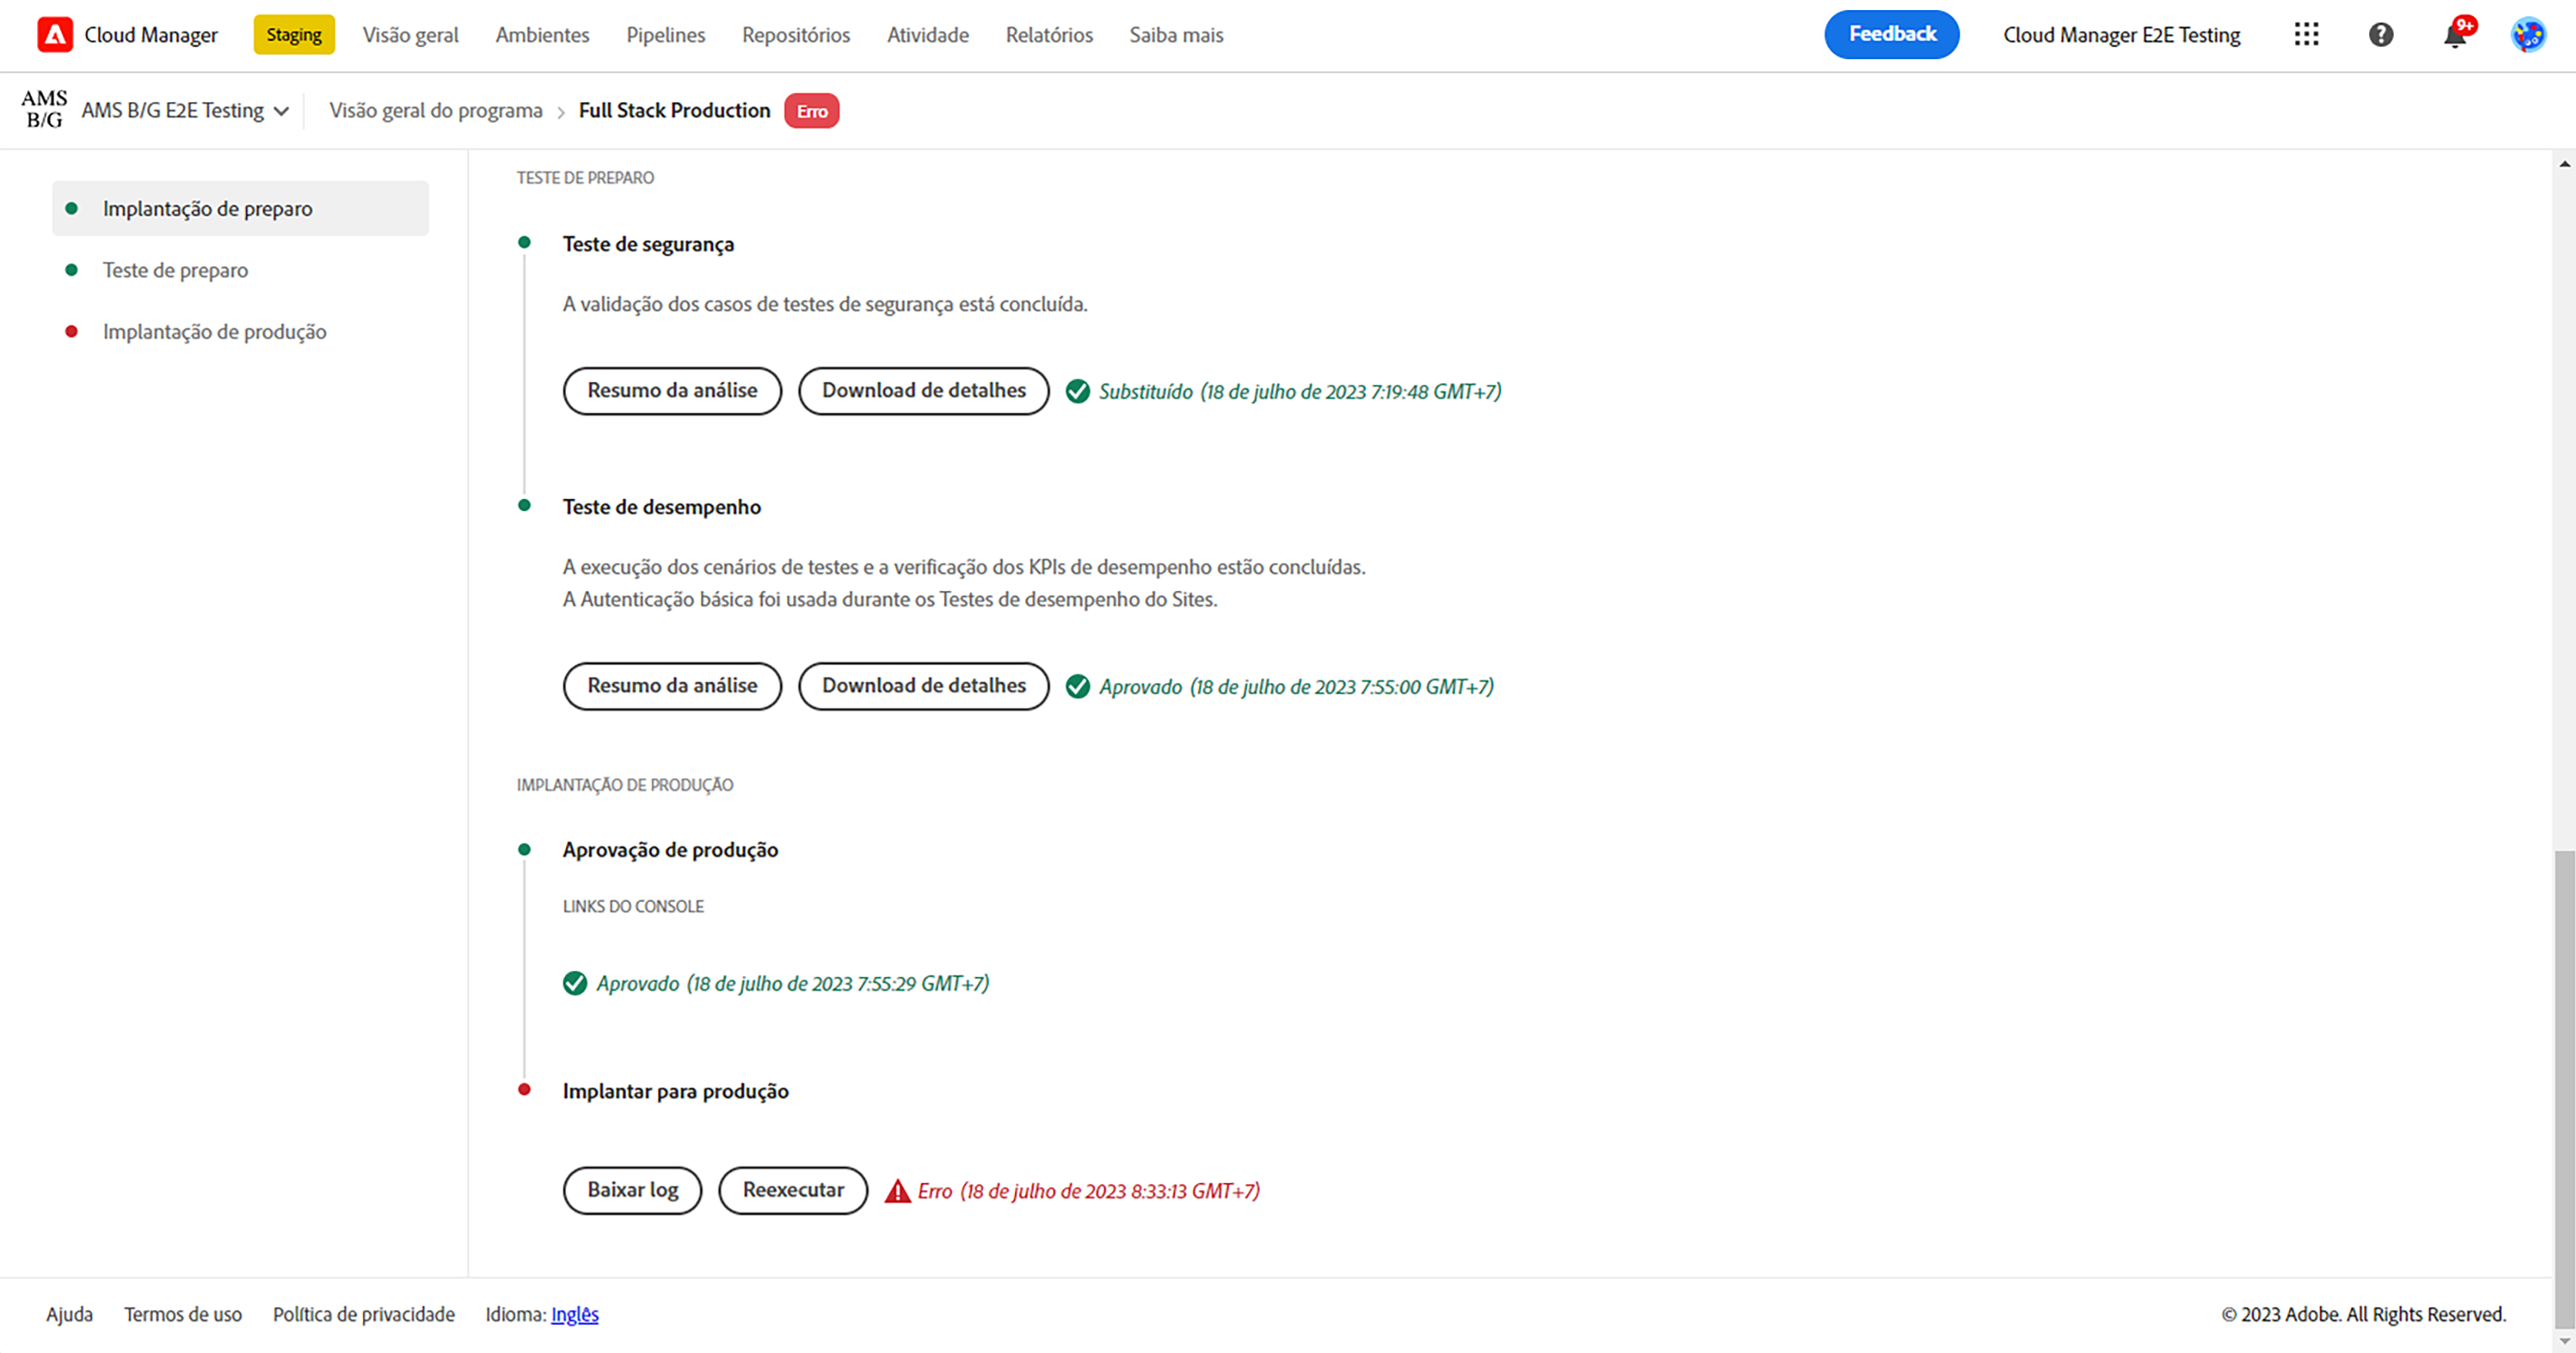 Cloud Manager
Staging
Visão geral
Ambientes
Pipelines
Repositórios
Atividade
Relatórios
Saiba mais
Feedback
Cloud Manager E2E Testing
9+
AMS
B/G
AMS B/G E2E Testing
Visão geral do programa
Full Stack Production
Erro
Implantação de preparo
Teste de preparo
Implantação de produção
TESTE DE PREPARO
Teste de segurança
A validação dos casos de testes de segurança está concluída.
Resumo da análise
Download de detalhes
Substituído (18 de julho de 2023 7:19:48 GMT+7)
Teste de desempenho
A execução dos cenários de testes e a verificação dos KPIs de desempenho estão concluídas.
A Autenticação básica foi usada durante os Testes de desempenho do Sites.
Resumo da análise
Download de detalhes
Aprovado (18 de julho de 2023 7:55:00 GMT+7)
IMPLANTAÇÃO DE PRODUÇÃO
Aprovação de produção
LINKS DO CONSOLE
Aprovado (18 de julho de 2023 7:55:29 GMT+7)
Implantar para produção
Baixar log
Reexecutar
Erro (18 de julho de 2023 8:33:13 GMT+7)
Ajuda
Termos de uso
Política de privacidade
Idioma: Inglês
© 2023 Adobe. All Rights Reserved.